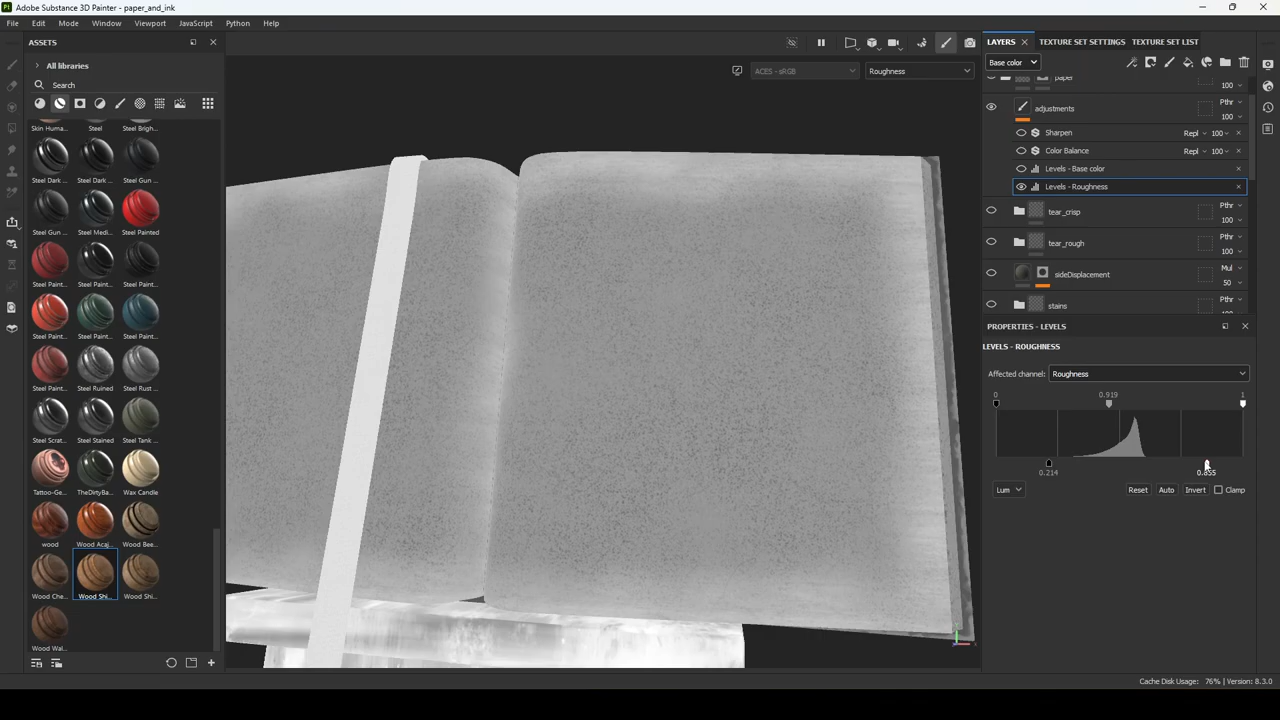 Adobe Substance 3D Painter - paper_and_ink
File Edit Mode Window Viewport JavaScript Python Help
ASSETS
All libraries
Search
Skin Huma... Steel Steel Brigh...
Steel Dark ... Steel Dark ... Steel Gun ...
Steel Gun ... Steel Medi... Steel Painted
Steel Paint... Steel Paint... Steel Paint...
Steel Paint... Steel Paint... Steel Paint...
Steel Paint... Steel Ruined Steel Rust ...
Steel Scrat... Steel Stained Steel Tank ...
Tattoo-Ge... TheDirtyBa... Wax Candle
wood Wood Acaj... Wood Bee...
Wood Che... Wood Shi... Wood Shi...
Wood Wal...
ACES - sRGB Roughness
LAYERS TEXTURE SET SETTINGS TEXTURE SET LIST
Base color
paper 100
adjustments Pthr 100
Sharpen Repl 100
Color Balance Repl 100
Levels - Base color
Levels - Roughness
tear_crisp Pthr 100
tear_rough Pthr 100
sideDisplacement Mul 50
stains Pthr 100
PROPERTIES - LEVELS
LEVELS - ROUGHNESS
Affected channel: Roughness
0 0.919 1
0.214
Lum Reset Auto Invert Clamp
Cache Disk Usage: 76% | Version: 8.3.0